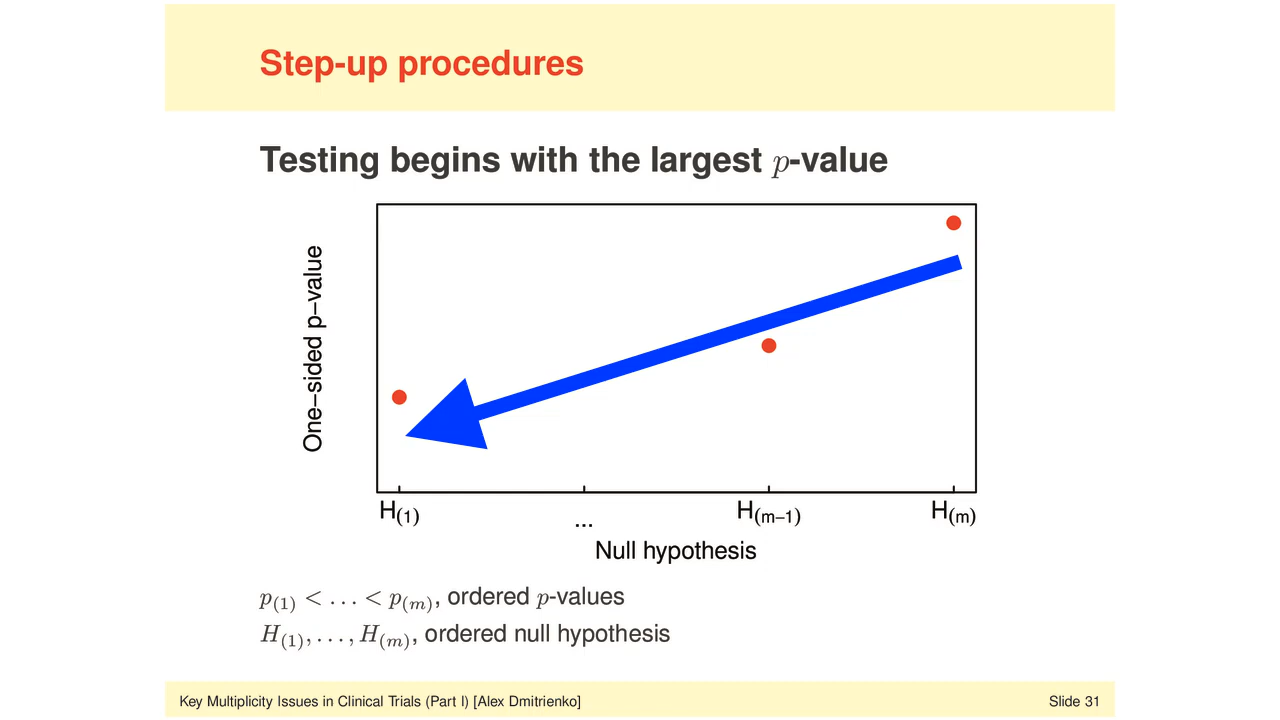 Step-up procedures
Testing begins with the largest p-value
One−sided p−value
H(1)
...
H(m−1)
H(m)
Null hypothesis
p(1) < . . . < p(m), ordered p-values
H(1), . . . , H(m), ordered null hypothesis
Key Multiplicity Issues in Clinical Trials (Part I) [Alex Dmitrienko]
Slide 31